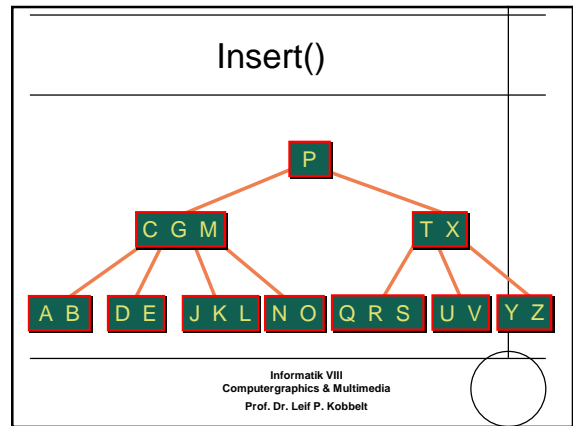 Insert()
P
C G M
T X
A B
D E
J K L
N O
Q R S
U V
Y Z
Informatik VIII
Computergraphics & Multimedia
Prof. Dr. Leif P. Kobbelt